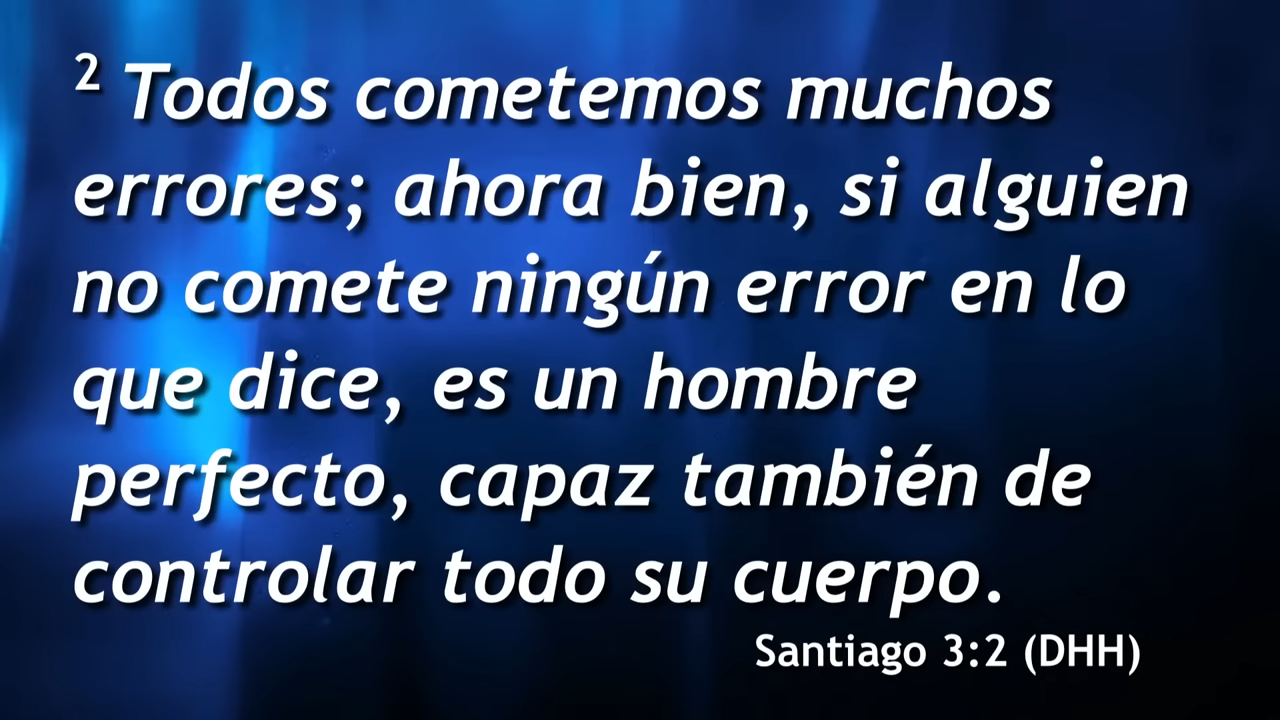 2 Todos cometemos muchos
errores; ahora bien, si alguien
no comete ningún error en lo
que dice, es un hombre
perfecto, capaz también de
controlar todo su cuerpo.
Santiago 3:2 (DHH)